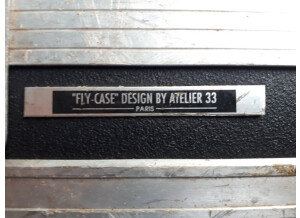 "FLY-CASE" DESIGN BY ATELIER 33
PARIS